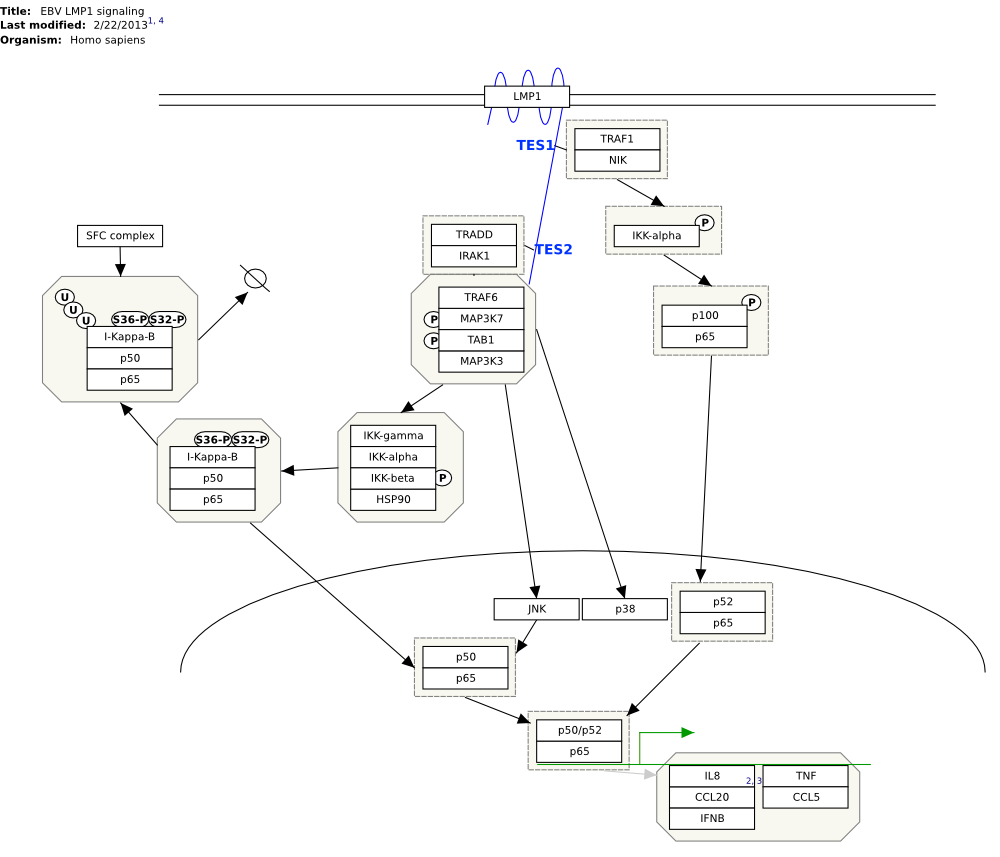 Title: EBV LMP1 signaling
Last modified: 2/22/2013 1, 4
Organism: Homo sapiens
LMP1
TES1
TRAF1
NIK
IKK-alpha
P
p100
p65
P
TRADD
IRAK1
TES2
TRAF6
MAP3K7
TAB1
MAP3K3
P
P
SFC complex
U
U
U
S36-P
S32-P
I-Kappa-B
p50
p65
S36-P
S32-P
I-Kappa-B
p50
p65
IKK-gamma
IKK-alpha
IKK-beta
HSP90
P
JNK
p38
p52
p65
p50
p65
p50/p52
p65
IL8
CCL20
IFNB
2, 3
TNF
CCL5